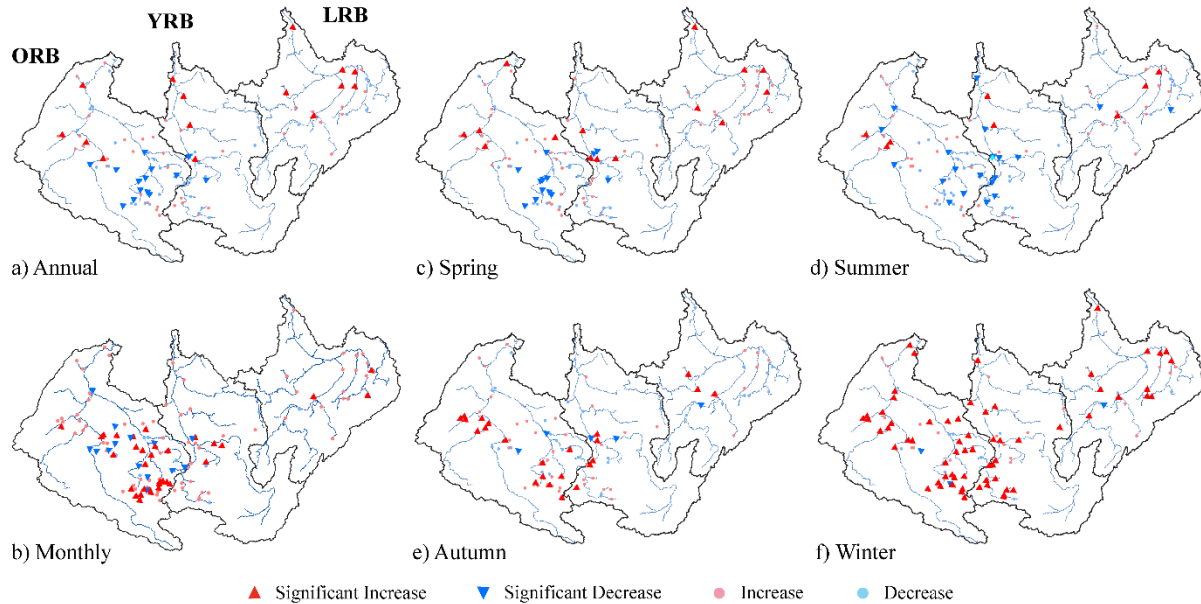 ORB
YRB
LRB
a) Annual
c) Spring
d) Summer
b) Monthly
e) Autumn
f) Winter
Significant Increase
Significant Decrease
Increase
Decrease